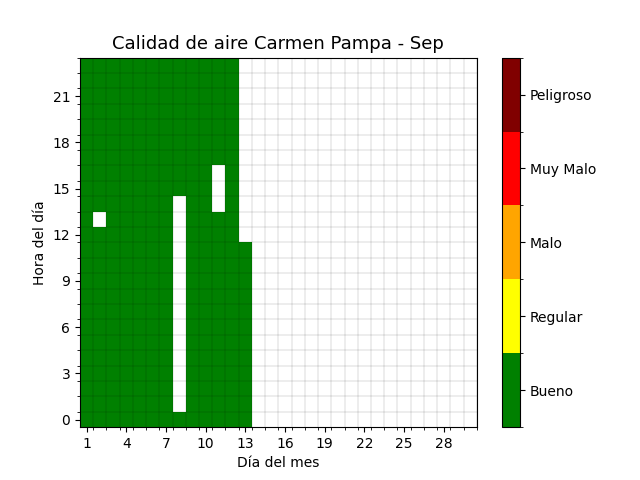 Calidad de aire Carmen Pampa - Sep
Hora del día
21
18
15
12
9
6
3
0
1 4 7 10 13 16 19 22 25 28
Día del mes
Peligroso
Muy Malo
Malo
Regular
Bueno